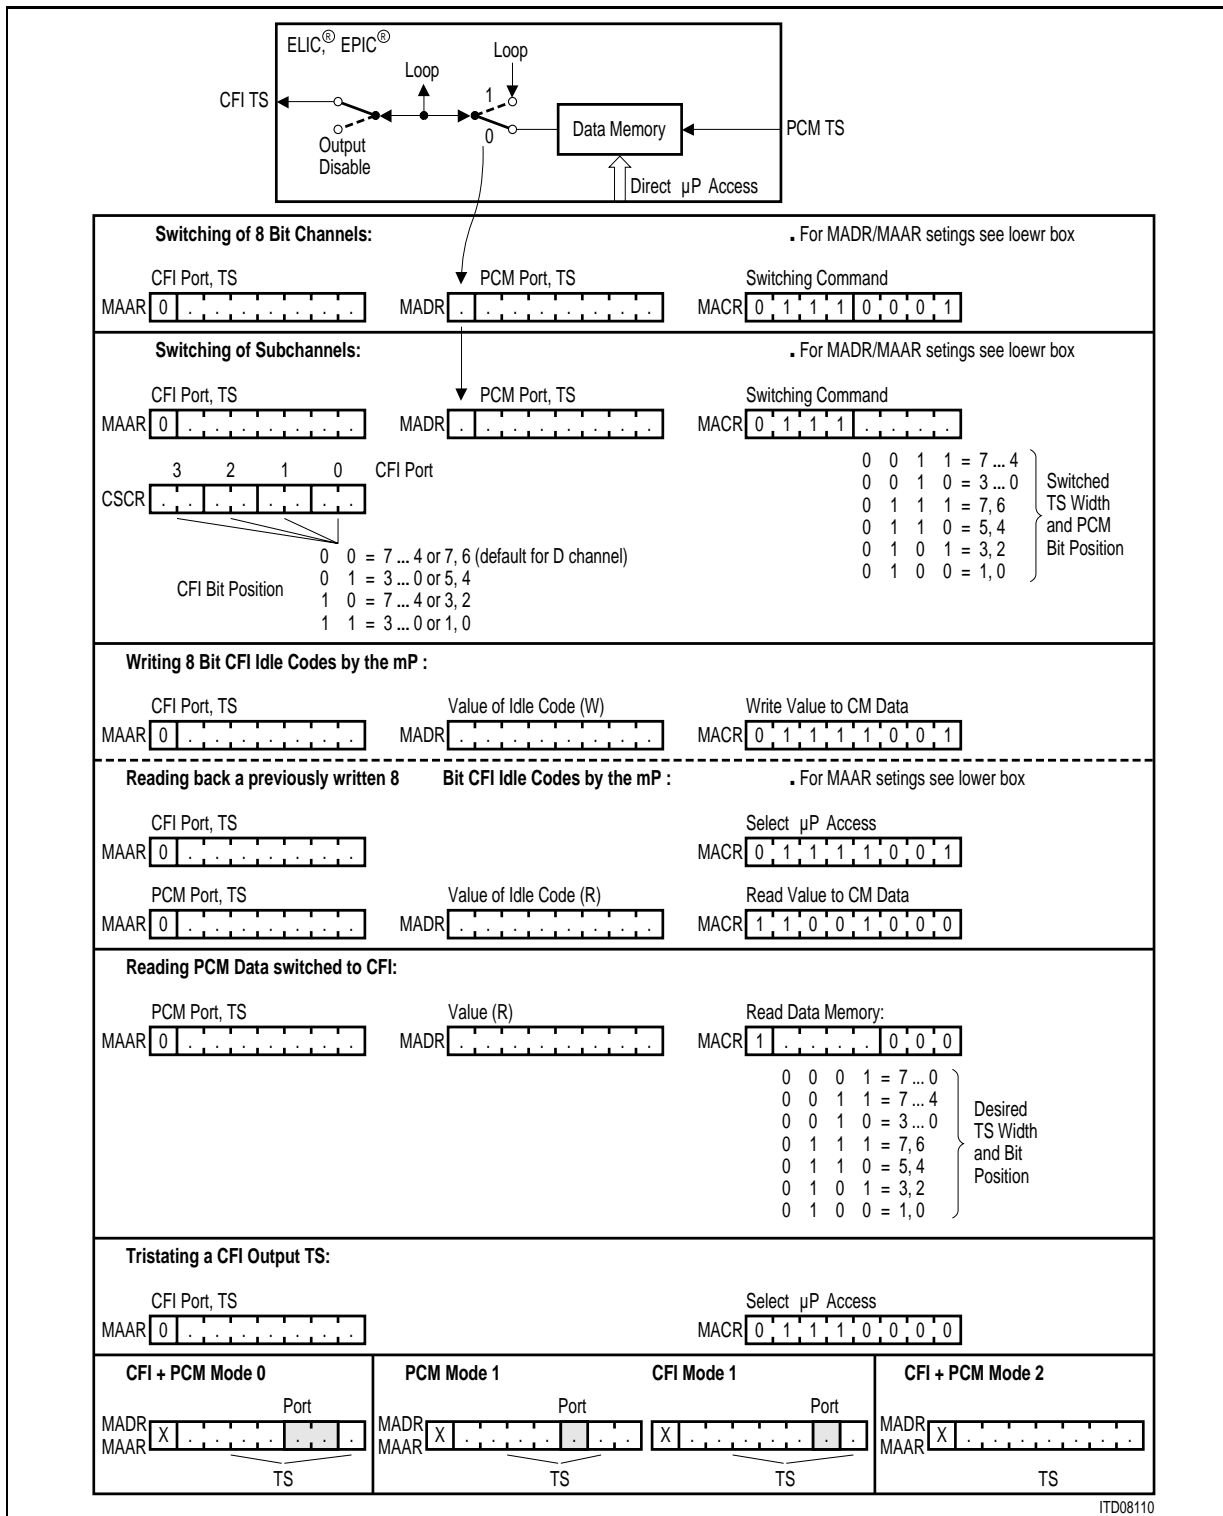 ELIC,® EPIC®
Loop
Loop
CFI TS
1
0
Output
Disable
Data Memory
PCM TS
Direct µP Access
Switching of 8 Bit Channels:
. For MADR/MAAR setings see loewr box
CFI Port, TS
PCM Port, TS
Switching Command
MAAR 0 . . . . . . .
MADR . . . . . . . .
MACR 0 1 1 1 0 0 0 1
Switching of Subchannels:
. For MADR/MAAR setings see loewr box
CFI Port, TS
PCM Port, TS
Switching Command
MAAR 0 . . . . . . .
MADR . . . . . . . .
MACR 0 1 1 1 . . . .
3 2 1 0 CFI Port
CSCR . . . . . . . .
CFI Bit Position
0 0 = 7 ... 4 or 7, 6 (default for D channel)
0 1 = 3 ... 0 or 5, 4
1 0 = 7 ... 4 or 3, 2
1 1 = 3 ... 0 or 1, 0
0 0 1 1 = 7 ... 4
0 0 1 0 = 3 ... 0
0 1 1 1 = 7, 6
0 1 1 0 = 5, 4
0 1 0 1 = 3, 2
0 1 0 0 = 1, 0
Switched
TS Width
and PCM
Bit Position
Writing 8 Bit CFI Idle Codes by the mP :
CFI Port, TS
Value of Idle Code (W)
Write Value to CM Data
MAAR 0 . . . . . . .
MADR . . . . . . . .
MACR 0 1 1 1 1 0 0 1
Reading back a previously written 8 Bit CFI Idle Codes by the mP :
. For MAAR setings see lower box
CFI Port, TS
Select µP Access
MAAR 0 . . . . . . .
MACR 0 1 1 1 1 0 0 1
PCM Port, TS
Value of Idle Code (R)
Read Value to CM Data
MAAR 0 . . . . . . .
MADR . . . . . . . .
MACR 1 1 0 0 1 0 0 0
Reading PCM Data switched to CFI:
PCM Port, TS
Value (R)
Read Data Memory:
MAAR 0 . . . . . . .
MADR . . . . . . . .
MACR 1 . . . . 0 0 0
0 0 0 1 = 7 ... 0
0 0 1 1 = 7 ... 4
0 0 1 0 = 3 ... 0
0 1 1 1 = 7, 6
0 1 1 0 = 5, 4
0 1 0 1 = 3, 2
0 1 0 0 = 1, 0
Desired
TS Width
and Bit
Position
Tristating a CFI Output TS:
CFI Port, TS
Select µP Access
MAAR 0 . . . . . . .
MACR 0 1 1 1 0 0 0 0
CFI + PCM Mode 0
Port
MADR
MAAR
X . . . . . . .
TS
PCM Mode 1
Port
MADR
MAAR
X . . . . . . .
TS
CFI Mode 1
Port
X . . . . . . .
TS
CFI + PCM Mode 2
MADR
MAAR
X . . . . . . .
TS
ITD08110